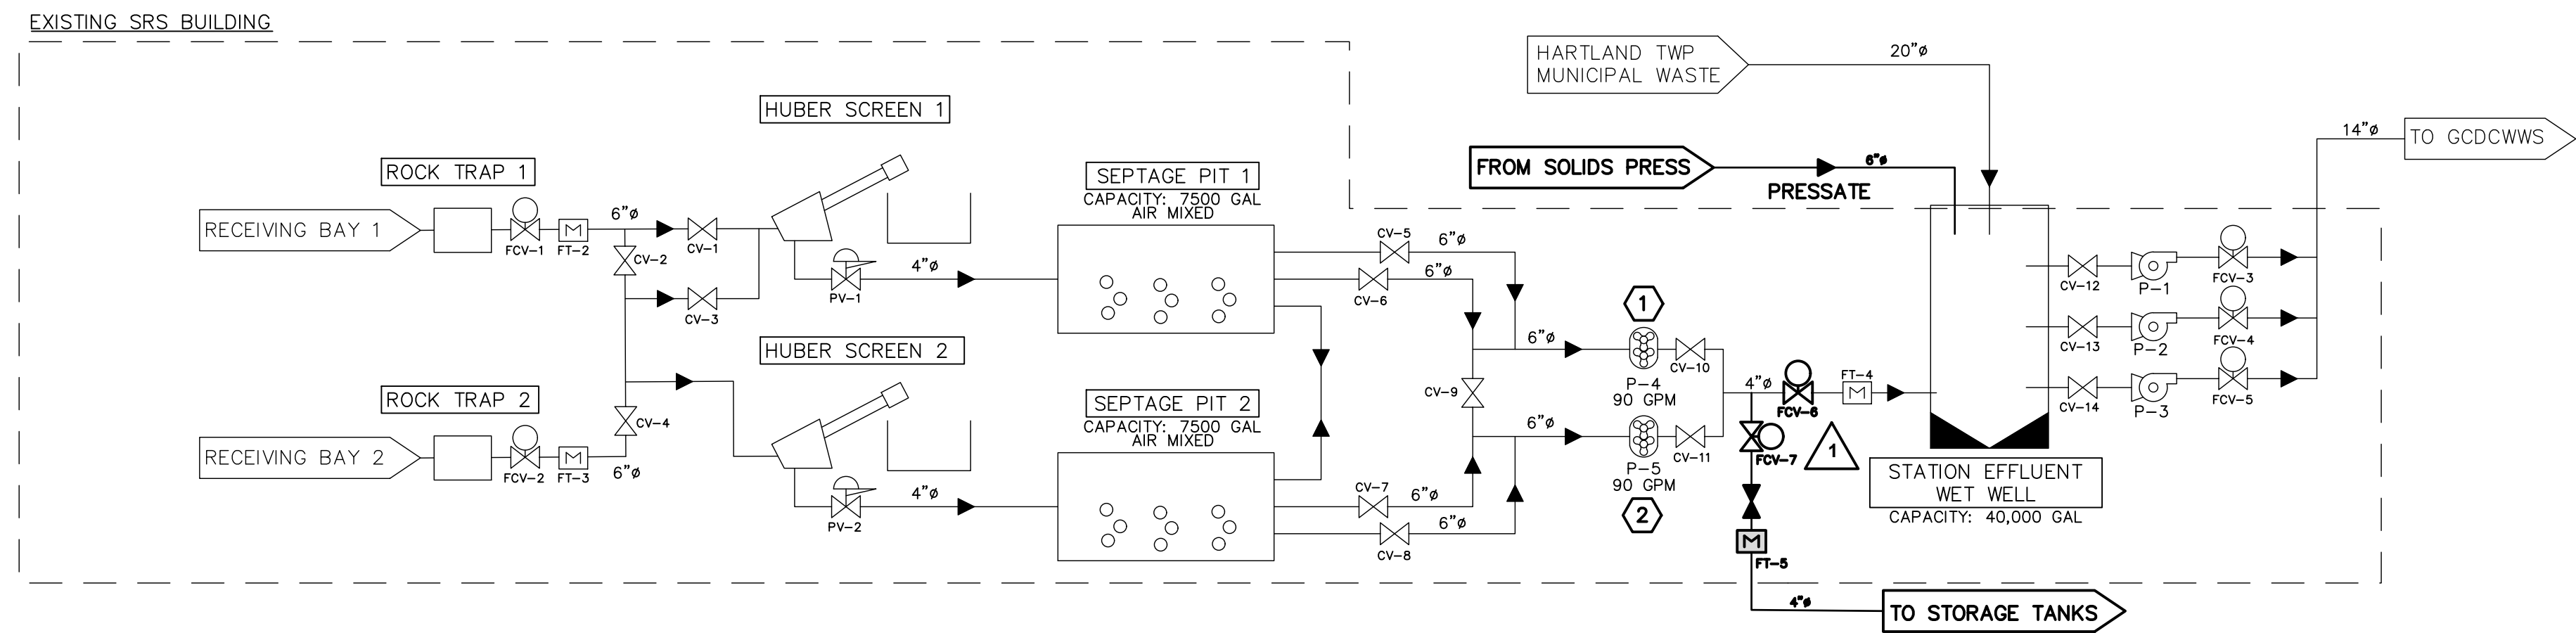 EXISTING SRS BUILDING
HARTLAND TWP
MUNICIPAL WASTE
20"ø
HUBER SCREEN 1
14"ø
TO GCDCWWS
FROM SOLIDS PRESS
6"ø
PRESSATE
ROCK TRAP 1
SEPTAGE PIT 1
CAPACITY: 7500 GAL
AIR MIXED
RECEIVING BAY 1
FCV-1
M
FT-2
6"ø
CV-1
CV-2
CV-3
PV-1
4"ø
CV-5
6"ø
CV-6
6"ø
CV-12
P-1
FCV-3
CV-13
P-2
FCV-4
CV-14
P-3
FCV-5
1
6"ø
P-4
90 GPM
CV-10
HUBER SCREEN 2
ROCK TRAP 2
SEPTAGE PIT 2
CAPACITY: 7500 GAL
AIR MIXED
CV-9
4"ø
FCV-6
FT-4
M
CV-4
RECEIVING BAY 2
FCV-2
M
FT-3
6"ø
PV-2
4"ø
6"ø
P-5
90 GPM
CV-11
2
FCV-7
1
CV-7
6"ø
CV-8
6"ø
STATION EFFLUENT
WET WELL
CAPACITY: 40,000 GAL
M
FT-5
4"ø
TO STORAGE TANKS